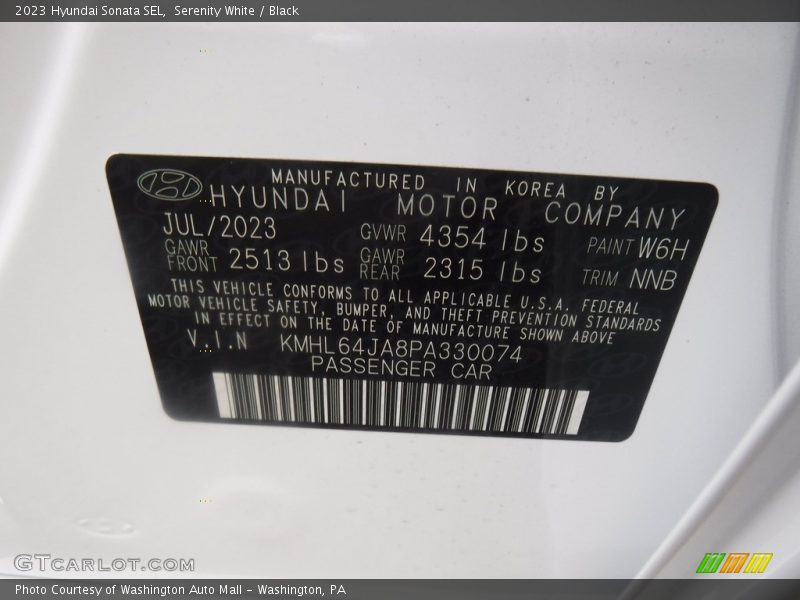 2023 Hyundai Sonata SEL, Serenity White / Black
MANUFACTURED IN KOREA BY
HYUNDAI MOTOR COMPANY
JUL/2023 GVWR 4354 lbs PAINT W6H
GAWR FRONT 2513 lbs GAWR REAR 2315 lbs TRIM NNB
THIS VEHICLE CONFORMS TO ALL APPLICABLE U.S.A. FEDERAL
MOTOR VEHICLE SAFETY, BUMPER, AND THEFT PREVENTION STANDARDS
IN EFFECT ON THE DATE OF MANUFACTURE SHOWN ABOVE
V.I.N KMHL64JA8PA330074
PASSENGER CAR
GTCARLOT.COM
Photo Courtesy of Washington Auto Mall - Washington, PA